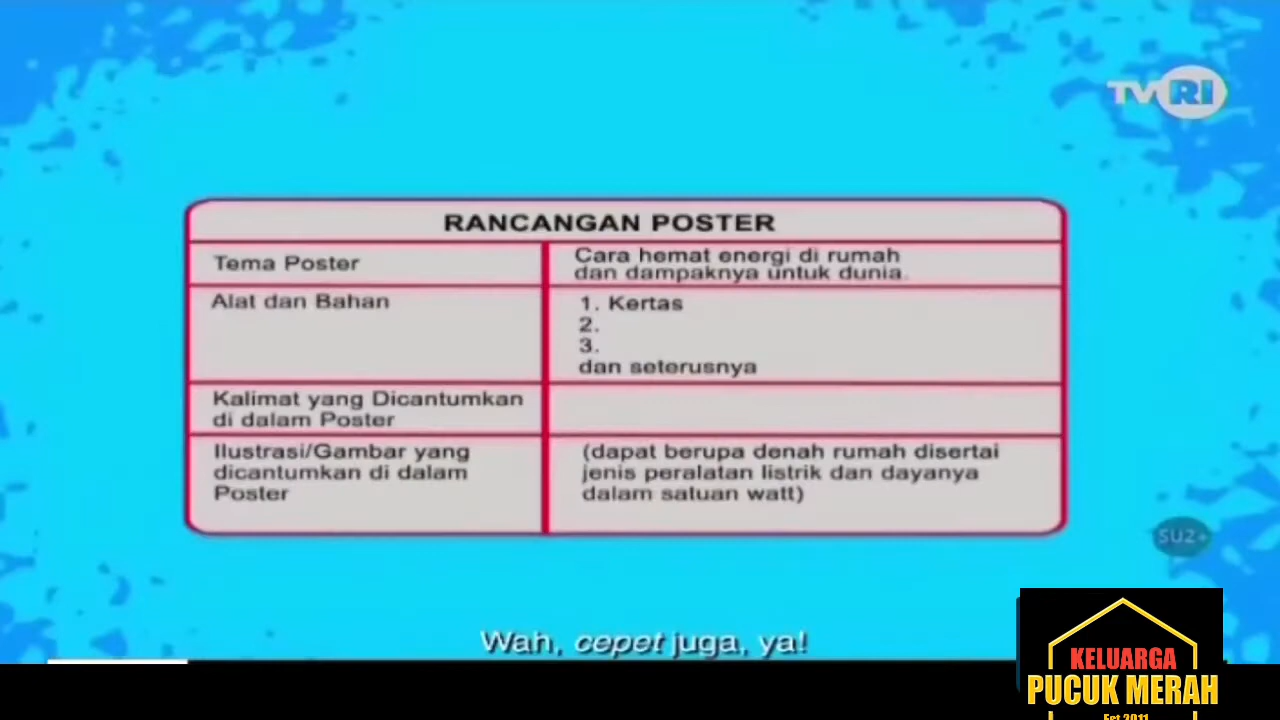 TVRI
RANCANGAN POSTER
Tema Poster
Cara hemat energi di rumah
dan dampaknya untuk dunia.
Alat dan Bahan
1. Kertas
2.
3.
dan seterusnya
Kalimat yang Dicantumkan
di dalam Poster
Ilustrasi/Gambar yang
dicantumkan di dalam
Poster
(dapat berupa denah rumah disertai
jenis peralatan listrik dan dayanya
dalam satuan watt)
SU2+
Wah, cepet juga, ya!
KELUARGA
PUCUK MERAH
Est 2011